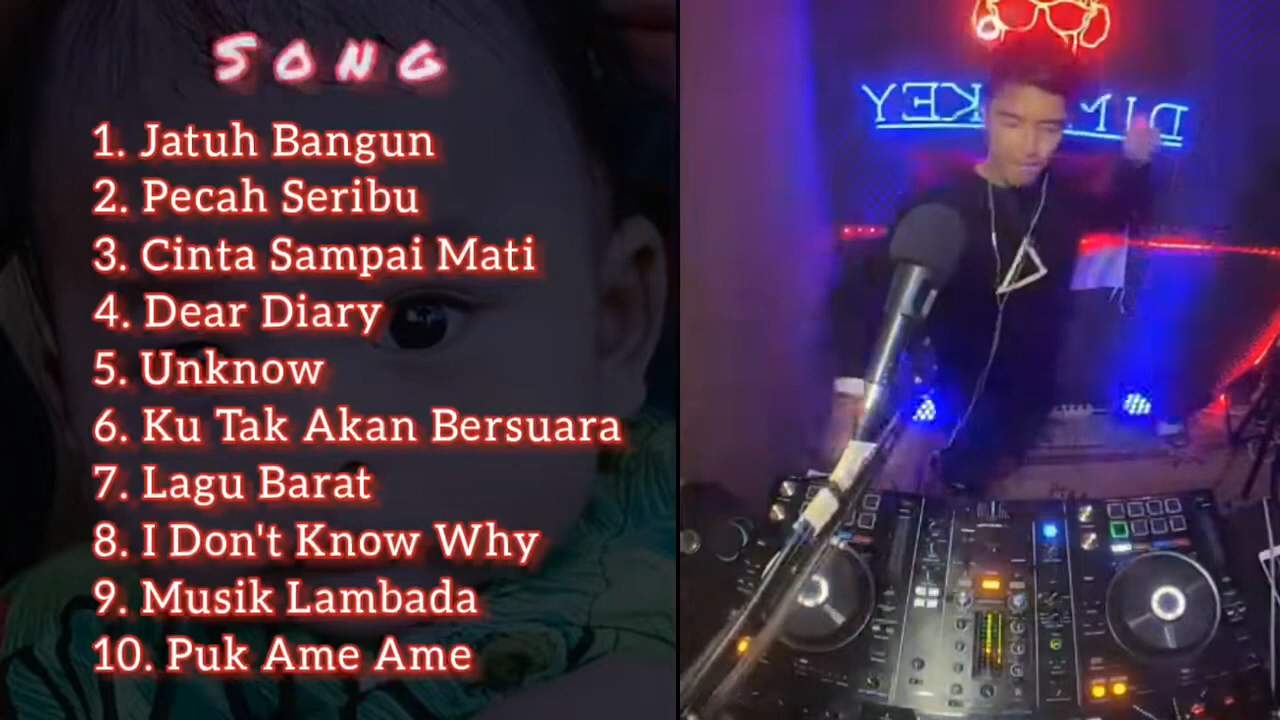 SONG
1. Jatuh Bangun
2. Pecah Seribu
3. Cinta Sampai Mati
4. Dear Diary
5. Unknow
6. Ku Tak Akan Bersuara
7. Lagu Barat
8. I Don't Know Why
9. Musik Lambada
10. Puk Ame Ame